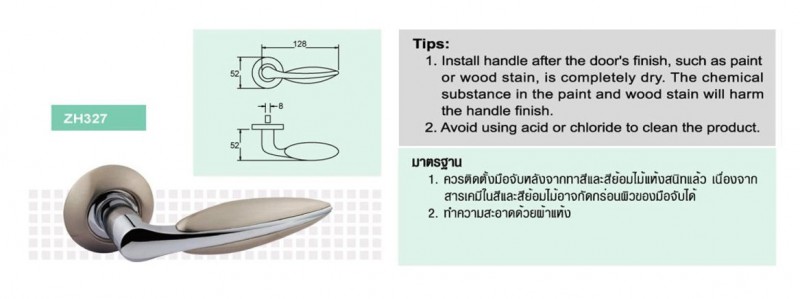 ZH327
128
52
8
52
Tips:
1. Install handle after the door's finish, such as paint
or wood stain, is completely dry. The chemical
substance in the paint and wood stain will harm
the handle finish.
2. Avoid using acid or chloride to clean the product.
มาตรฐาน
1. ควรติดตั้งมือจับหลังจากทาสีและสีย้อมไม้แห้งสนิทแล้ว เนื่องจาก
สารเคมีในสีและสีย้อมไม้อาจกัดกร่อนผิวของมือจับได้
2. ทำความสะอาดด้วยผ้าแห้ง